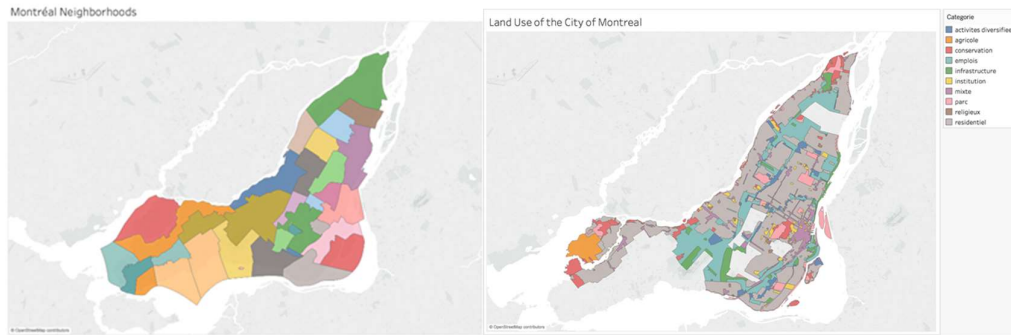 Montréal Neighborhoods
© OpenStreetMap contributors
Land Use of the City of Montreal
© OpenStreetMap contributors
Categorie
activites diversifiee
agricole
conservation
emplois
infrastructure
institution
mixte
parc
religieux
residentiel